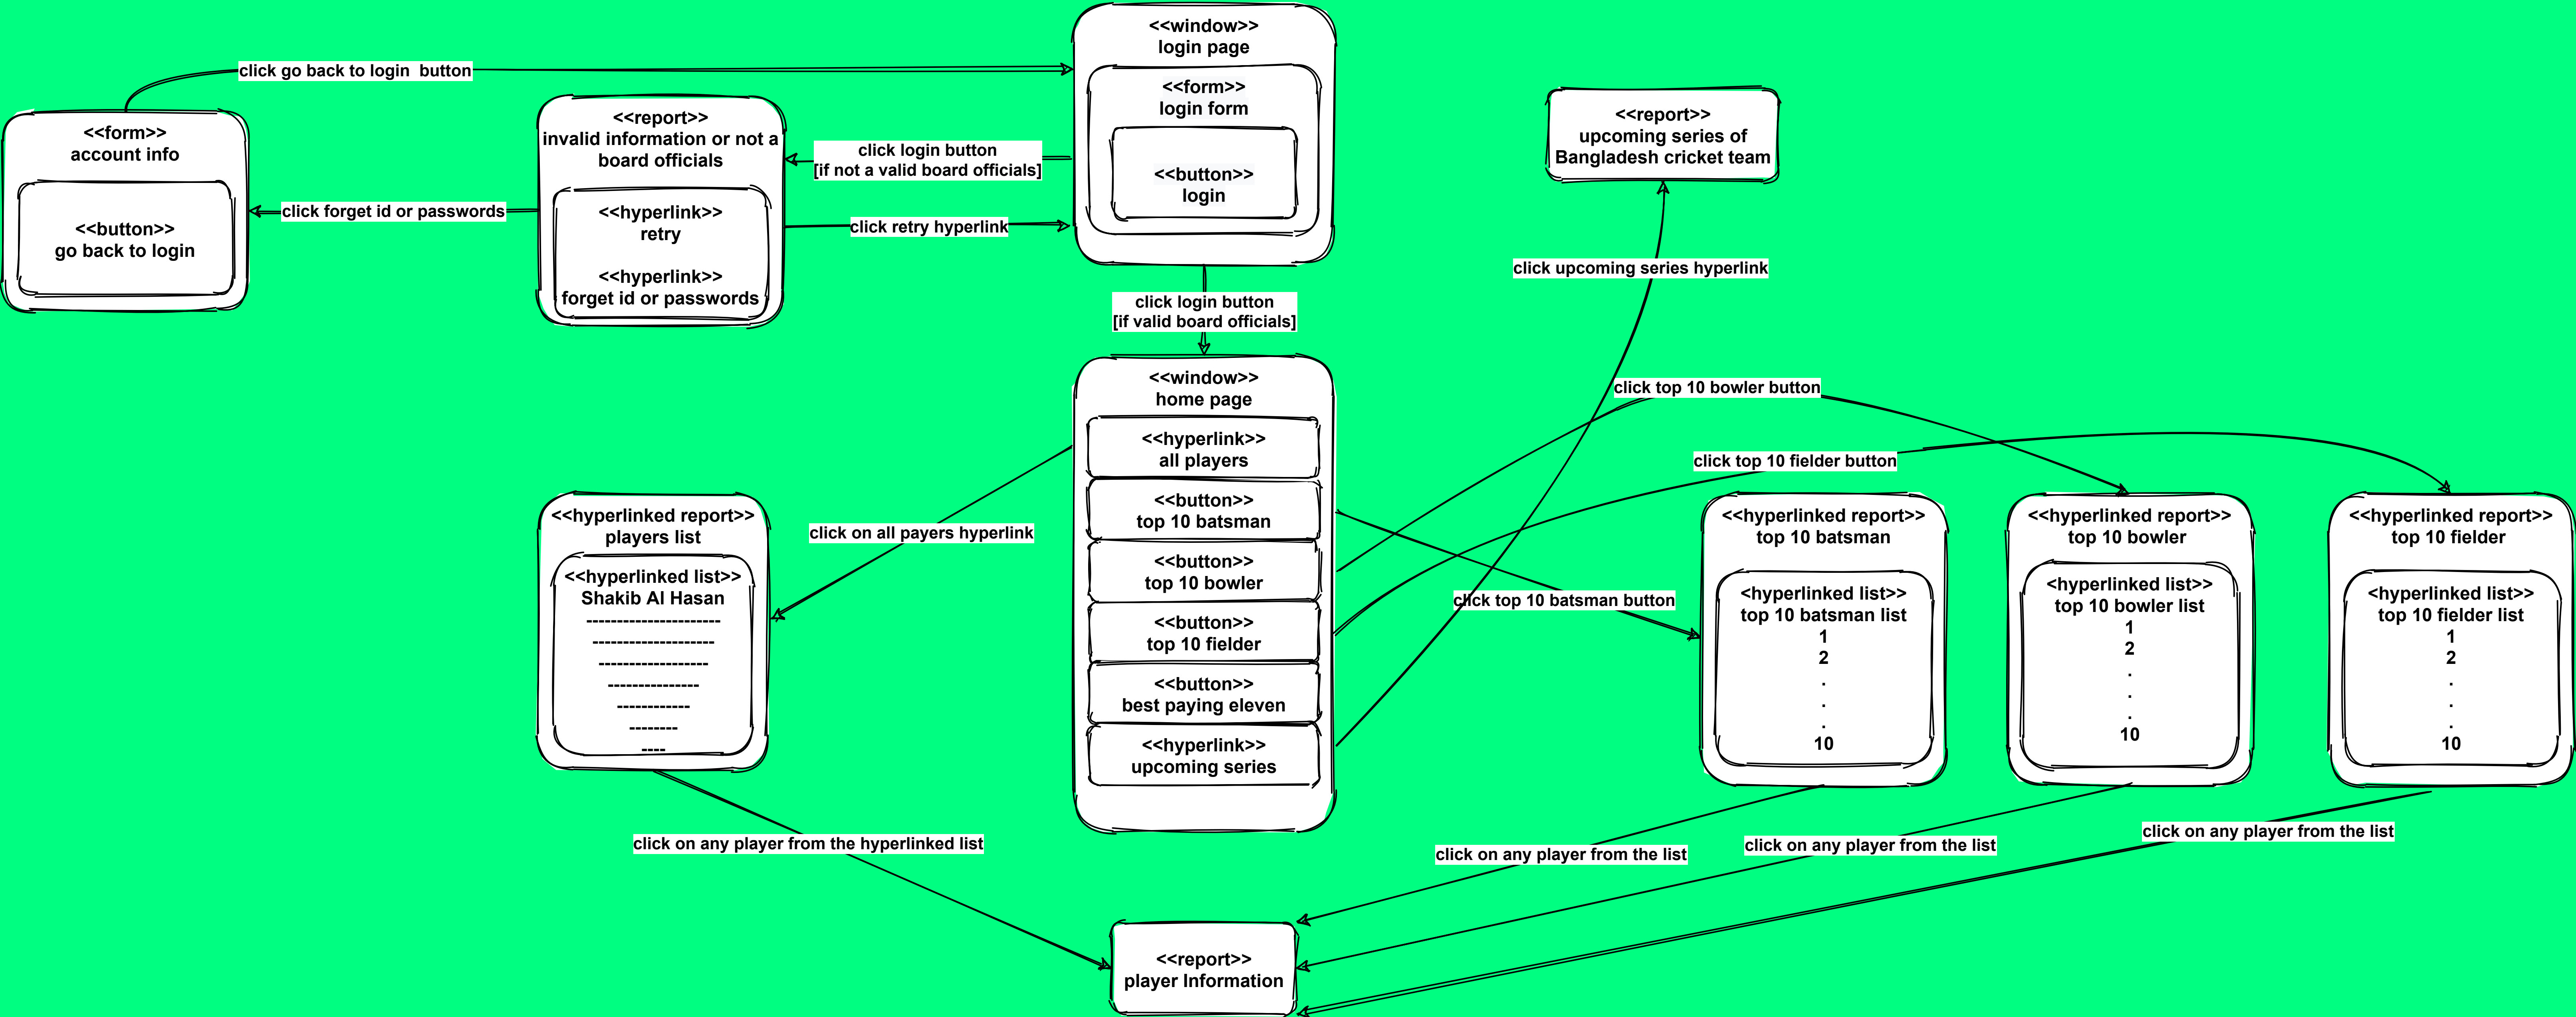 <<window>>
login page
<<form>>
login form
<<button>>
login
click go back to login  button
<<form>>
account info
<<button>>
go back to login
click forget id or passwords
<<report>>
invalid information or not a
board officials
<<hyperlink>>
retry
<<hyperlink>>
forget id or passwords
click login button
[if not a valid board officials]
click retry hyperlink
<<report>>
upcoming series of
Bangladesh cricket team
click upcoming series hyperlink
click login button
[if valid board officials]
<<window>>
home page
<<hyperlink>>
all players
<<button>>
top 10 batsman
<<button>>
top 10 bowler
<<button>>
top 10 fielder
<<button>>
best paying eleven
<<hyperlink>>
upcoming series
click top 10 bowler button
click top 10 fielder button
click top 10 batsman button
click on all payers hyperlink
<<hyperlinked report>>
players list
<<hyperlinked list>>
Shakib Al Hasan
----------------------
--------------------
------------------
---------------
------------
--------
----
<<hyperlinked report>>
top 10 batsman
<hyperlinked list>>
top 10 batsman list
1
2
.
.
.
10
<<hyperlinked report>>
top 10 bowler
<hyperlinked list>>
top 10 bowler list
1
2
.
.
.
10
<<hyperlinked report>>
top 10 fielder
<hyperlinked list>>
top 10 fielder list
1
2
.
.
.
10
click on any player from the hyperlinked list
click on any player from the list
click on any player from the list
click on any player from the list
<<report>>
player Information